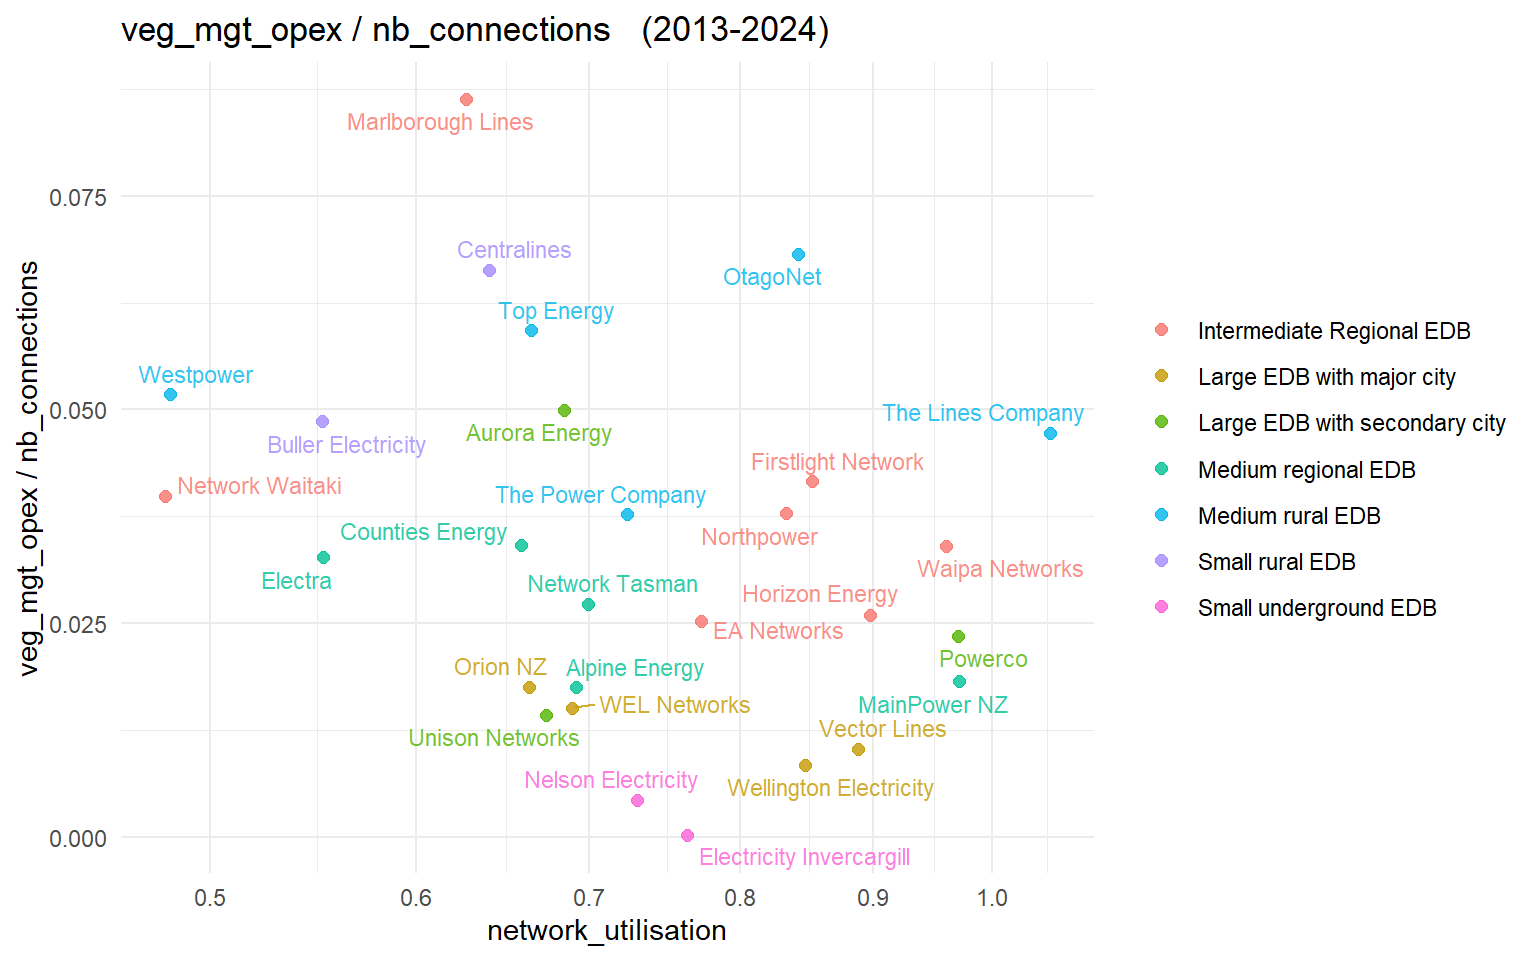 veg_mgt_opex / nb_connections (2013-2024)
Marlborough Lines
0.075
Centralines
OtagoNet
Top Energy
Westpower
0.050
The Lines Company
Aurora Energy
Buller Electricity
Firstlight Network
Network Waitaki
The Power Company
Counties Energy
Northpower
Waipa Networks
Electra
Network Tasman
Horizon Energy
0.025
EA Networks
Powerco
Orion NZ
Alpine Energy
WEL Networks
MainPower NZ
Vector Lines
Unison Networks
Nelson Electricity
Wellington Electricity
0.000
Electricity Invercargill
0.5 0.6 0.7 0.8 0.9 1.0
network_utilisation
veg_mgt_opex / nb_connections
Intermediate Regional EDB
Large EDB with major city
Large EDB with secondary city
Medium regional EDB
Medium rural EDB
Small rural EDB
Small underground EDB